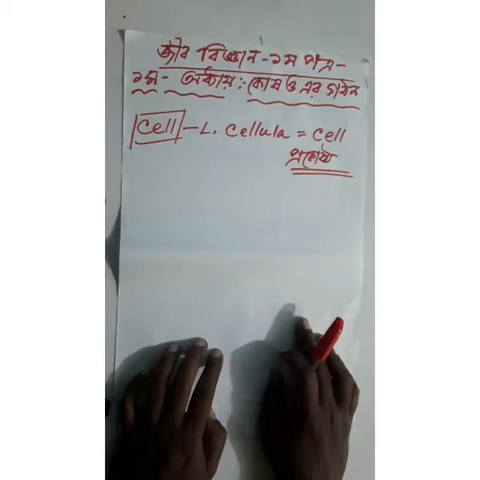 জীব বিজ্ঞান-১ম পত্র-
১ম- অধ্যায়: কোষ ও এর গঠন
Cell - L. Cellula = Cell
প্রকোষ্ঠ